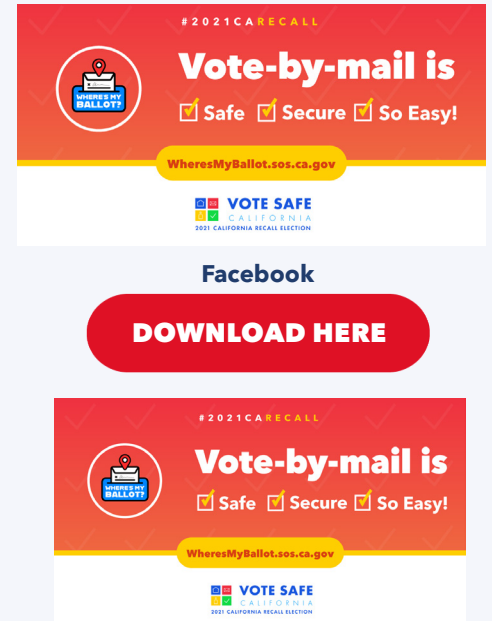 #2021CARECALL
Vote-by-mail is
Safe Secure So Easy!
WHERE'S MY
BALLOT?
WheresMyBallot.sos.ca.gov
VOTE SAFE
CALIFORNIA
2021 CALIFORNIA RECALL ELECTION
Facebook
DOWNLOAD HERE
#2021CARECALL
Vote-by-mail is
Safe Secure So Easy!
WHERE'S MY
BALLOT?
WheresMyBallot.sos.ca.gov
VOTE SAFE
CALIFORNIA
2021 CALIFORNIA RECALL ELECTION